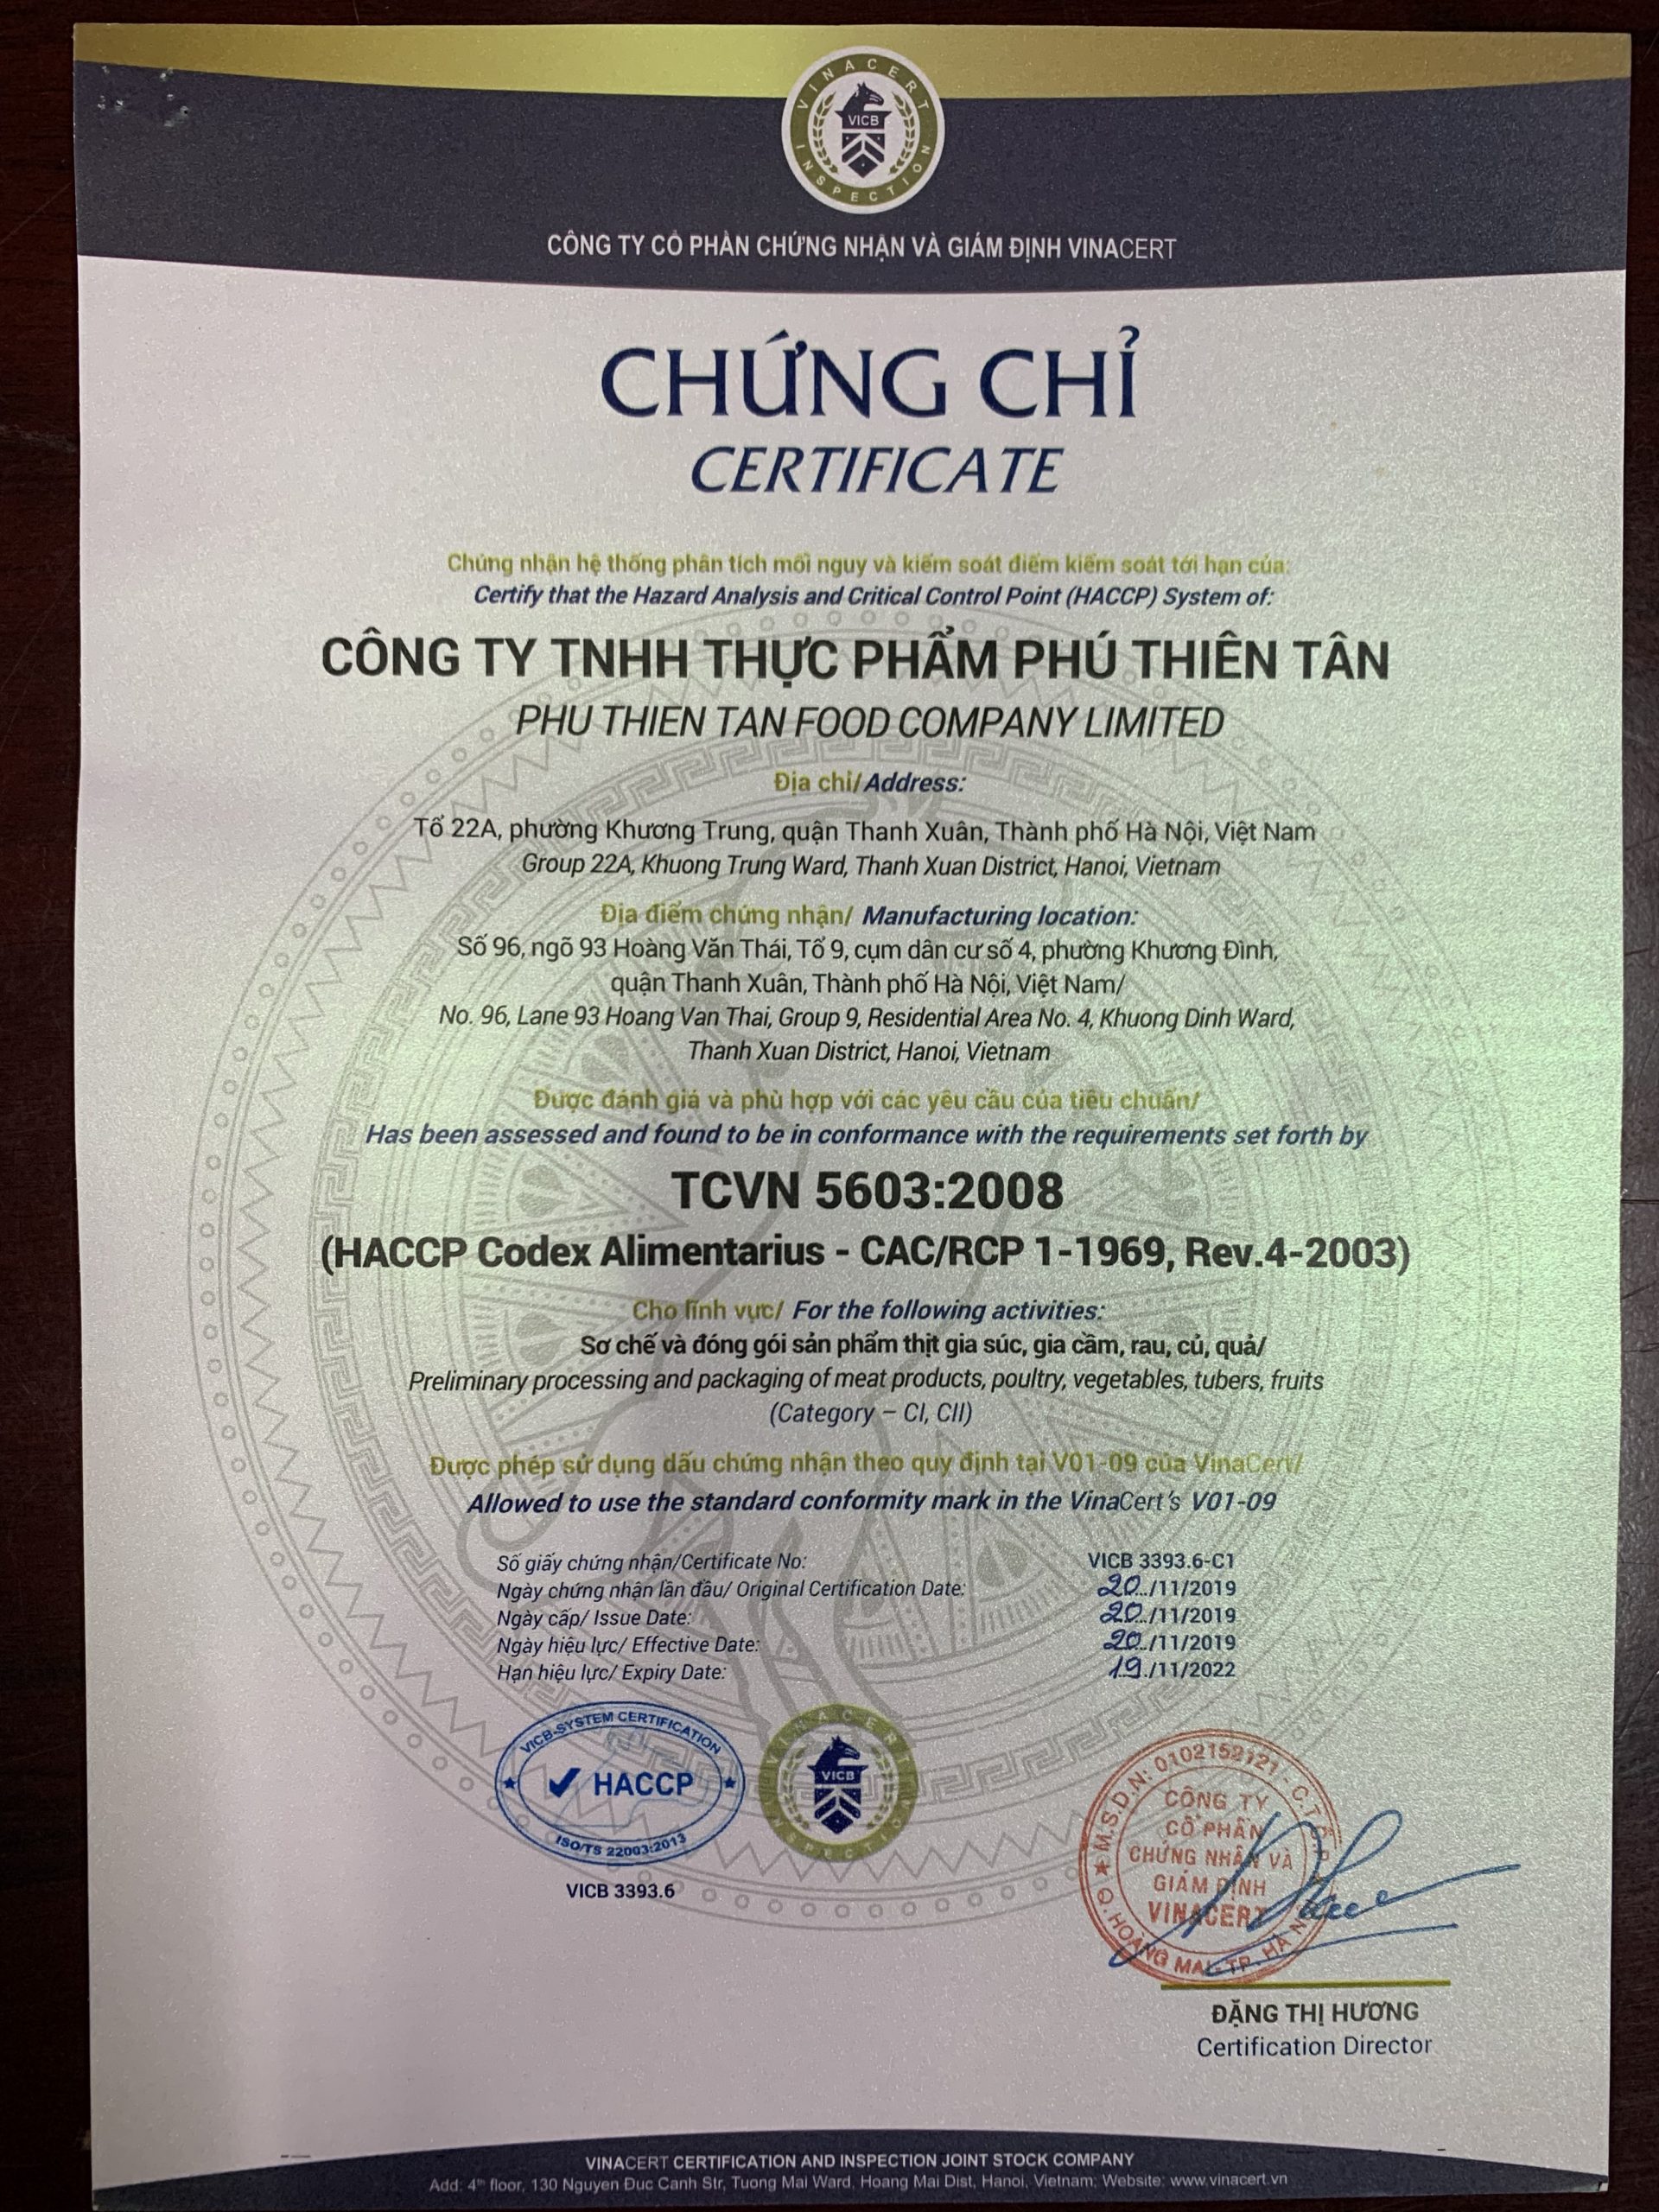 VINACERT INSPECTION
VICB
CÔNG TY CỔ PHẦN CHỨNG NHẬN VÀ GIÁM ĐỊNH VINACERT
CHỨNG CHỈ
CERTIFICATE
Chứng nhận hệ thống phân tích mối nguy và kiểm soát điểm kiểm soát tới hạn của:
Certify that the Hazard Analysis and Critical Control Point (HACCP) System of:
CÔNG TY TNHH THỰC PHẨM PHÚ THIÊN TÂN
PHU THIEN TAN FOOD COMPANY LIMITED
Địa chỉ/ Address:
Tổ 22A, phường Khương Trung, quận Thanh Xuân, Thành phố Hà Nội, Việt Nam
Group 22A, Khuong Trung Ward, Thanh Xuan District, Hanoi, Vietnam
Địa điểm chứng nhận/ Manufacturing location:
Số 96, ngõ 93 Hoàng Văn Thái, Tổ 9, cụm dân cư số 4, phường Khương Đình,
quận Thanh Xuân, Thành phố Hà Nội, Việt Nam/
No. 96, Lane 93 Hoang Van Thai, Group 9, Residential Area No. 4, Khuong Dinh Ward,
Thanh Xuan District, Hanoi, Vietnam
Được đánh giá và phù hợp với các yêu cầu của tiêu chuẩn/
Has been assessed and found to be in conformance with the requirements set forth by
TCVN 5603:2008
(HACCP Codex Alimentarius - CAC/RCP 1-1969, Rev.4-2003)
Cho lĩnh vực/ For the following activities:
Sơ chế và đóng gói sản phẩm thịt gia súc, gia cầm, rau, củ, quả/
Preliminary processing and packaging of meat products, poultry, vegetables, tubers, fruits
(Category – CI, CII)
Được phép sử dụng dấu chứng nhận theo quy định tại V01-09 của VinaCert/
Allowed to use the standard conformity mark in the VinaCert's V01-09
Số giấy chứng nhận/Certificate No: VICB 3393.6-C1
Ngày chứng nhận lần đầu/ Original Certification Date: 20../11/2019
Ngày cấp/ Issue Date: 20../11/2019
Ngày hiệu lực/ Effective Date: 20../11/2019
Hạn hiệu lực/ Expiry Date: 19./11/2022
VICB-SYSTEM CERTIFICATION
HACCP
ISO/TS 22003:2013
VICB 3393.6
VINACERT INSPECTION
VICB
M.S.D.N: 0102152121 - C.T.C.P
CÔNG TY
CỔ PHẦN
CHỨNG NHẬN VÀ
GIÁM ĐỊNH
VINACERT
Q. HOÀNG MAI - TP. HÀ NỘI
ĐẶNG THỊ HƯƠNG
Certification Director
VINACERT CERTIFICATION AND INSPECTION JOINT STOCK COMPANY
Add: 4th floor, 130 Nguyen Đuc Canh Str, Tuong Mai Ward, Hoang Mai Dist, Hanoi, Vietnam; Website: www.vinacert.vn